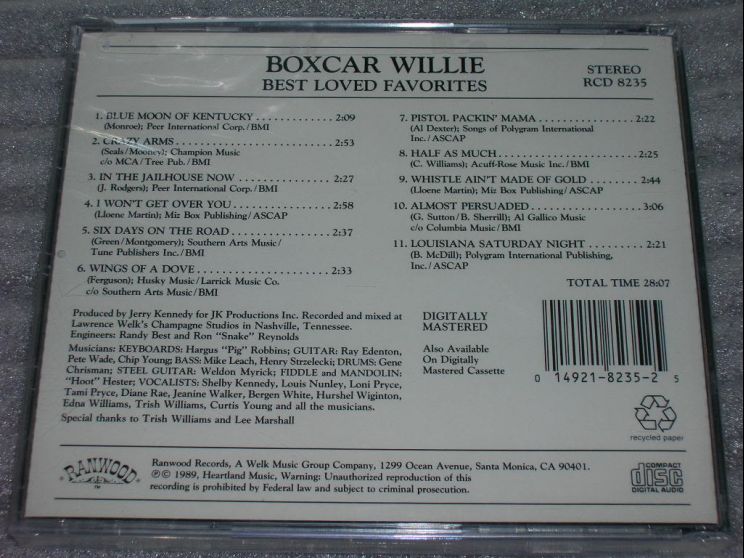 BOXCAR WILLIE
BEST LOVED FAVORITES
STEREO
RCD 8235
1. BLUE MOON OF KENTUCKY ............. 2:09
(Monroe); Peer International Corp./BMI
2. CRAZY ARMS ......................... 2:53
(Seals/Mooney); Champion Music
c/o MCA/Tree Pub./BMI
3. IN THE JAILHOUSE NOW ............... 2:27
(J. Rodgers); Peer International Corp./BMI
4. I WON'T GET OVER YOU ............... 2:58
(Lloene Martin); Miz Box Publishing/ASCAP
5. SIX DAYS ON THE ROAD ............... 2:37
(Green/Montgomery); Southern Arts Music/
Tune Publishers Inc./BMI
6. WINGS OF A DOVE .................... 2:33
(Ferguson); Husky Music/Larrick Music Co.
c/o Southern Arts Music/BMI
7. PISTOL PACKIN' MAMA ................ 2:22
(Al Dexter); Songs of Polygram International
Inc./ASCAP
8. HALF AS MUCH ....................... 2:25
(C. Williams); Acuff-Rose Music Inc./BMI
9. WHISTLE AIN'T MADE OF GOLD ........ 2:44
(Lloene Martin); Miz Box Publishing/ASCAP
10. ALMOST PERSUADED .................. 3:06
(G. Sutton/B. Sherrill); Al Gallico Music
c/o Columbia Music/BMI
11. LOUISIANA SATURDAY NIGHT ......... 2:21
(B. McDill); Polygram International Publishing,
Inc./ASCAP
TOTAL TIME 28:07
Produced by Jerry Kennedy for JK Productions Inc. Recorded and mixed at
Lawrence Welk's Champagne Studios in Nashville, Tennessee.
Engineers: Randy Best and Ron "Snake" Reynolds
Musicians: KEYBOARDS: Hargus "Pig" Robbins; GUITAR: Ray Edenton,
Pete Wade, Chip Young; BASS: Mike Leach, Henry Strzelecki; DRUMS: Gene
Chrisman; STEEL GUITAR: Weldon Myrick; FIDDLE and MANDOLIN:
"Hoot" Hester; VOCALISTS: Shelby Kennedy, Louis Nunley, Loni Pryce,
Tami Pryce, Diane Rae, Jeanine Walker, Bergen White, Hurshel Wiginton,
Edna Williams, Trish Williams, Curtis Young and all the musicians.
Special thanks to Trish Williams and Lee Marshall
DIGITALLY
MASTERED
Also Available
On Digitally
Mastered Cassette
0 14921-8235-2 5
recycled paper
RANWOOD
TM
Ranwood Records, A Welk Music Group Company, 1299 Ocean Avenue, Santa Monica, CA 90401.
℗© 1989, Heartland Music, Warning: Unauthorized reproduction of this
recording is prohibited by Federal law and subject to criminal prosecution.
COMPACT
disc
DIGITAL AUDIO